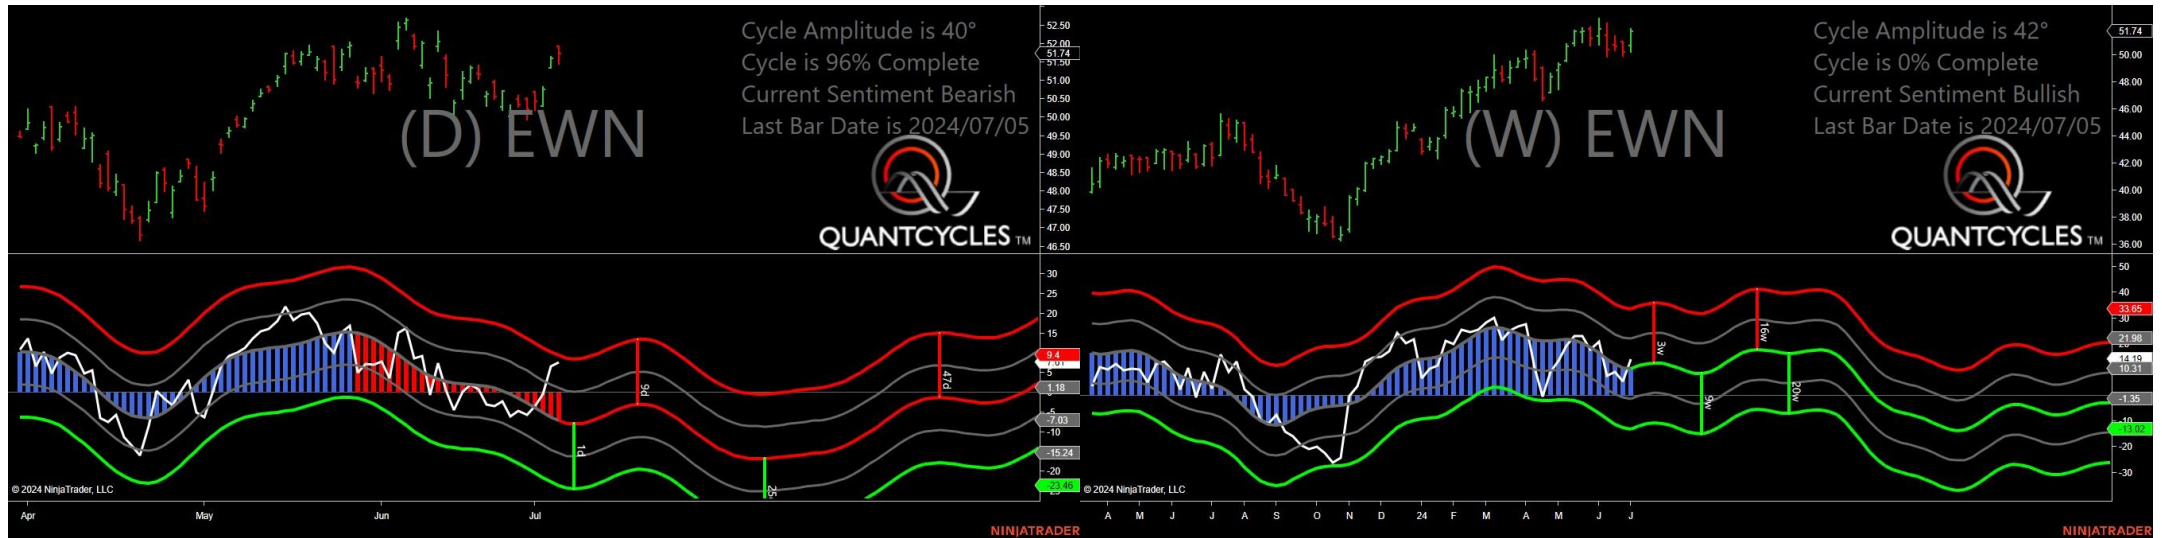 Cycle Amplitude is 40°
Cycle is 96% Complete
Current Sentiment Bearish
Last Bar Date is 2024/07/05
(D) EWN
QUANTCYCLES TM
52.50
52.00
51.74
51.50
51.00
50.50
50.00
49.50
49.00
48.50
48.00
47.50
47.00
46.50
30
25
20
15
9.4
5
1.18
-5
-7.03
-10
-15.24
-20
-23.46
1d
9d
25
47d
© 2024 NinjaTrader, LLC
Apr
May
Jun
Jul
NINJATRADER
Cycle Amplitude is 42°
Cycle is 0% Complete
Current Sentiment Bullish
Last Bar Date is 2024/07/05
(W) EWN
QUANTCYCLES TM
51.74
50.00
48.00
46.00
44.00
42.00
40.00
38.00
36.00
50
40
33.65
30
21.98
14.19
10.31
-1.35
-10
-13.02
-20
-30
3w
9w
16w
20w
© 2024 NinjaTrader, LLC
A M J J A S O N D 24 F M A M J J
NINJATRADER